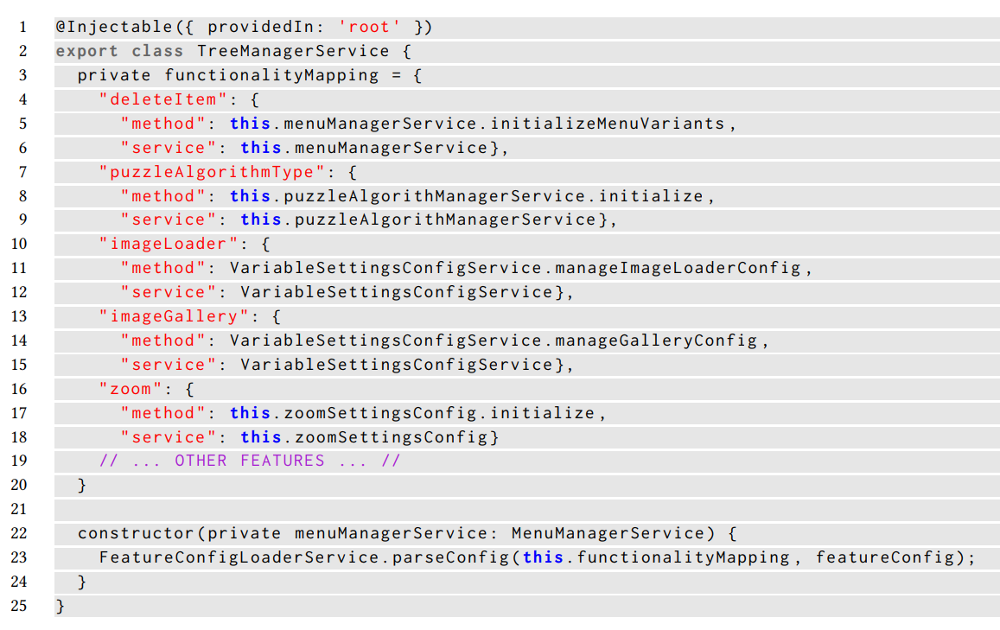 1 @Injectable({ providedIn: 'root' })
2 export class TreeManagerService {
3 private functionalityMapping = {
4 "deleteItem": {
5 "method": this.menuManagerService.initializeMenuVariants,
6 "service": this.menuManagerService},
7 "puzzleAlgorithmType": {
8 "method": this.puzzleAlgorithManagerService.initialize,
9 "service": this.puzzleAlgorithManagerService},
10 "imageLoader": {
11 "method": VariableSettingsConfigService.manageImageLoaderConfig,
12 "service": VariableSettingsConfigService},
13 "imageGallery": {
14 "method": VariableSettingsConfigService.manageGalleryConfig,
15 "service": VariableSettingsConfigService},
16 "zoom": {
17 "method": this.zoomSettingsConfig.initialize,
18 "service": this.zoomSettingsConfig}
19 // ... OTHER FEATURES ... //
20 }
21
22 constructor(private menuManagerService: MenuManagerService) {
23 FeatureConfigLoaderService.parseConfig(this.functionalityMapping, featureConfig);
24 }
25 }